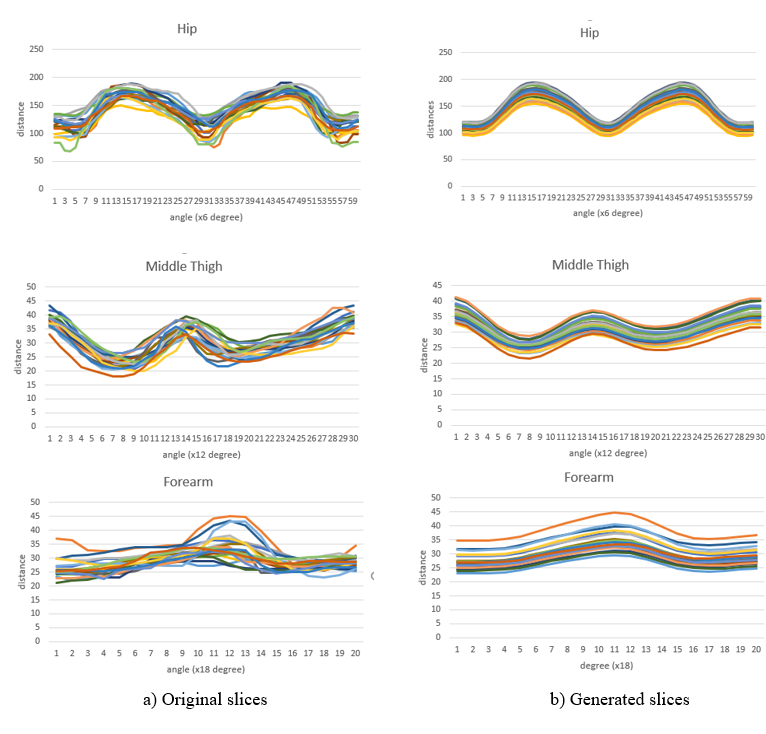 Hip
250
200
150
100
50
0
distance
1 3 5 7 9 11 13 15 17 19 21 23 25 27 29 31 33 35 37 39 41 43 45 47 49 51 53 55 57 59
angle (x6 degree)
Hip
250
200
150
100
50
0
distances
1 3 5 7 9 11 13 15 17 19 21 23 25 27 29 31 33 35 37 39 41 43 45 47 49 51 53 55 57 59
angle (x6 degree)
Middle Thigh
50
45
40
35
30
25
20
15
10
5
0
distance
1 2 3 4 5 6 7 8 9 10 11 12 13 14 15 16 17 18 19 20 21 22 23 24 25 26 27 28 29 30
angle (x12 degree)
Middle Thigh
45
40
35
30
25
20
15
10
5
0
distance
1 2 3 4 5 6 7 8 9 10 11 12 13 14 15 16 17 18 19 20 21 22 23 24 25 26 27 28 29 30
angle (x12 degree)
Forearm
50
45
40
35
30
25
20
15
10
5
0
distance
1 2 3 4 5 6 7 8 9 10 11 12 13 14 15 16 17 18 19 20
angle (x18 degree)
Forearm
50
45
40
35
30
25
20
15
10
5
0
distance
1 2 3 4 5 6 7 8 9 10 11 12 13 14 15 16 17 18 19 20
degree (x18)
a) Original slices
b) Generated slices